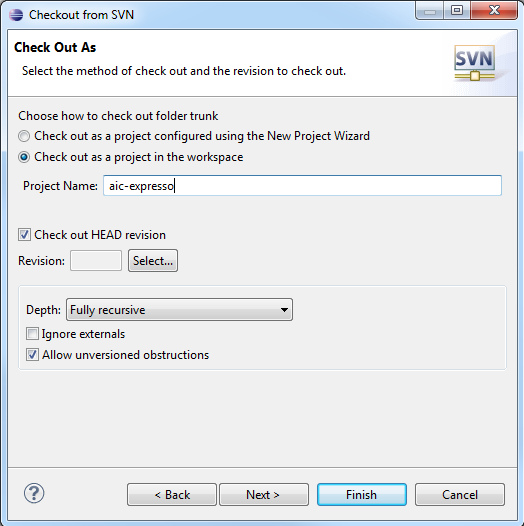 Checkout from SVN
Check Out As
Select the method of check out and the revision to check out.
SVN
Choose how to check out folder trunk
Check out as a project configured using the New Project Wizard
Check out as a project in the workspace
Project Name: aic-expresso
Check out HEAD revision
Revision: Select...
Depth: Fully recursive
Ignore externals
Allow unversioned obstructions
? < Back Next > Finish Cancel